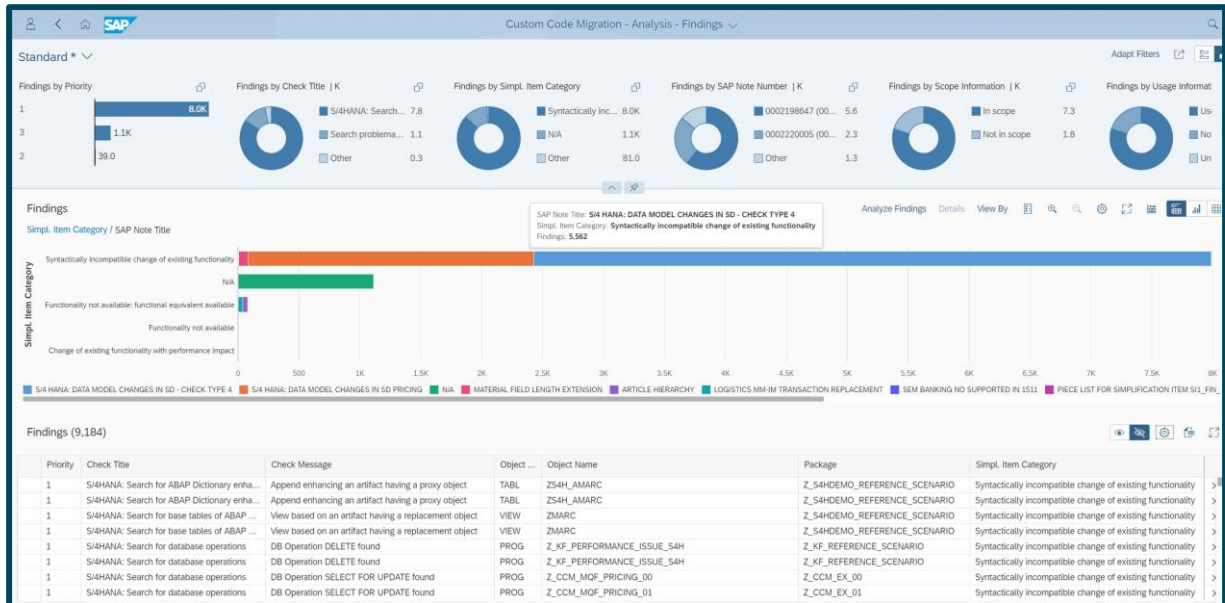 SAP
Custom Code Migration - Analysis - Findings
Standard *
Adapt Filters
Findings by Priority
1
8.0K
3
1.1K
2
39.0
Findings by Check Title | K
S/4HANA: Search... 7.8
Search problema... 1.1
Other 0.3
Findings by Simpl. Item Category
Syntactically inc... 8.0K
N/A 1.1K
Other 81.0
Findings by SAP Note Number | K
0002198647 (00... 5.6
0002220005 (00... 2.3
Other 1.3
Findings by Scope Information | K
In scope 7.3
Not in scope 1.8
Findings by Usage Informati
Us
No
Un
Findings
Simpl. Item Category / SAP Note Title
SAP Note Title: S/4 HANA: DATA MODEL CHANGES IN SD - CHECK TYPE 4
Simpl. Item Category: Syntactically incompatible change of existing functionality
Findings: 5,562
Analyze Findings Details View By
Simpl. Item Category
Syntactically incompatible change of existing functionality
N/A
Functionality not available: functional equivalent available
Functionality not available
Change of existing functionality with performance impact
0 500 1K 1.5K 2K 2.5K 3K 3.5K 4K 4.5K 5K 5.5K 6K 6.5K 7K 7.5K 8K
S/4 HANA: DATA MODEL CHANGES IN SD - CHECK TYPE 4 S/4 HANA: DATA MODEL CHANGES IN SD PRICING N/A MATERIAL FIELD LENGTH EXTENSION ARTICLE HIERARCHY LOGISTICS MM-IM TRANSACTION REPLACEMENT SEM BANKING NO SUPPORTED IN 1511 PIECE LIST FOR SIMPLIFICATION ITEM SI1_FIN_
Findings (9,184)
Priority Check Title Check Message Object ... Object Name Package Simpl. Item Category
1 S/4HANA: Search for ABAP Dictionary enha... Append enhancing an artifact having a proxy object TABL ZS4H_AMARC Z_S4HDEMO_REFERENCE_SCENARIO Syntactically incompatible change of existing functionality
1 S/4HANA: Search for ABAP Dictionary enha... Append enhancing an artifact having a proxy object TABL ZS4H_AMARC Z_S4HDEMO_REFERENCE_SCENARIO Syntactically incompatible change of existing functionality
1 S/4HANA: Search for base tables of ABAP ... View based on an artifact having a replacement object VIEW ZMARC Z_S4HDEMO_REFERENCE_SCENARIO Syntactically incompatible change of existing functionality
1 S/4HANA: Search for base tables of ABAP ... View based on an artifact having a replacement object VIEW ZMARC Z_S4HDEMO_REFERENCE_SCENARIO Syntactically incompatible change of existing functionality
1 S/4HANA: Search for database operations DB Operation DELETE found PROG Z_KF_PERFORMANCE_ISSUE_S4H Z_KF_REFERENCE_SCENARIO Syntactically incompatible change of existing functionality
1 S/4HANA: Search for database operations DB Operation DELETE found PROG Z_KF_PERFORMANCE_ISSUE_S4H Z_KF_REFERENCE_SCENARIO Syntactically incompatible change of existing functionality
1 S/4HANA: Search for database operations DB Operation SELECT FOR UPDATE found PROG Z_CCM_MQF_PRICING_00 Z_CCM_EX_00 Syntactically incompatible change of existing functionality
1 S/4HANA: Search for database operations DB Operation SELECT FOR UPDATE found PROG Z_CCM_MQF_PRICING_01 Z_CCM_EX_01 Syntactically incompatible change of existing functionality